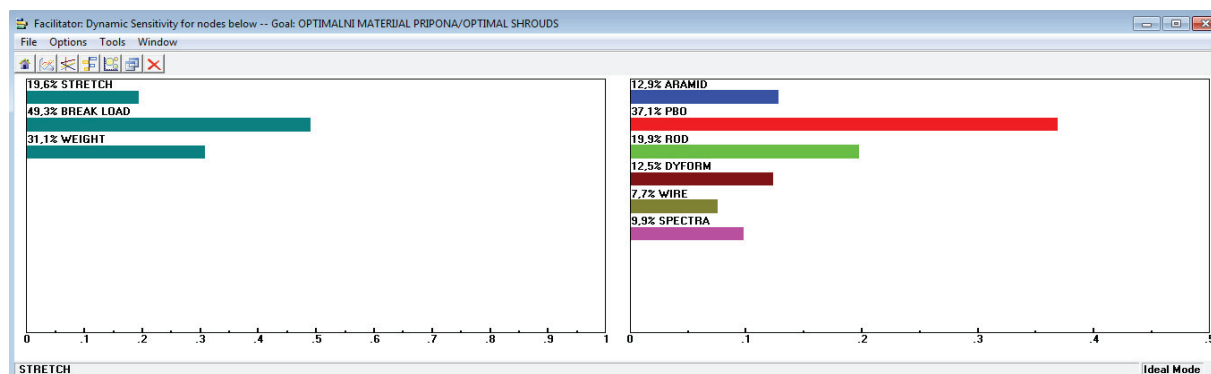 Facilitator: Dynamic Sensitivity for nodes below -- Goal: OPTIMALNI MATERIJAL PRIPONA/OPTIMAL SHROUDS
File Options Tools Window
19,6% STRETCH
49,3% BREAK LOAD
31,1% WEIGHT
0 .1 .2 .3 .4 .5 .6 .7 .8 .9 1
12,9% ARAMID
37,1% PBO
19,9% ROD
12,5% DYFORM
7,7% WIRE
9,9% SPECTRA
0 .1 .2 .3 .4 .5
STRETCH
Ideal Mode